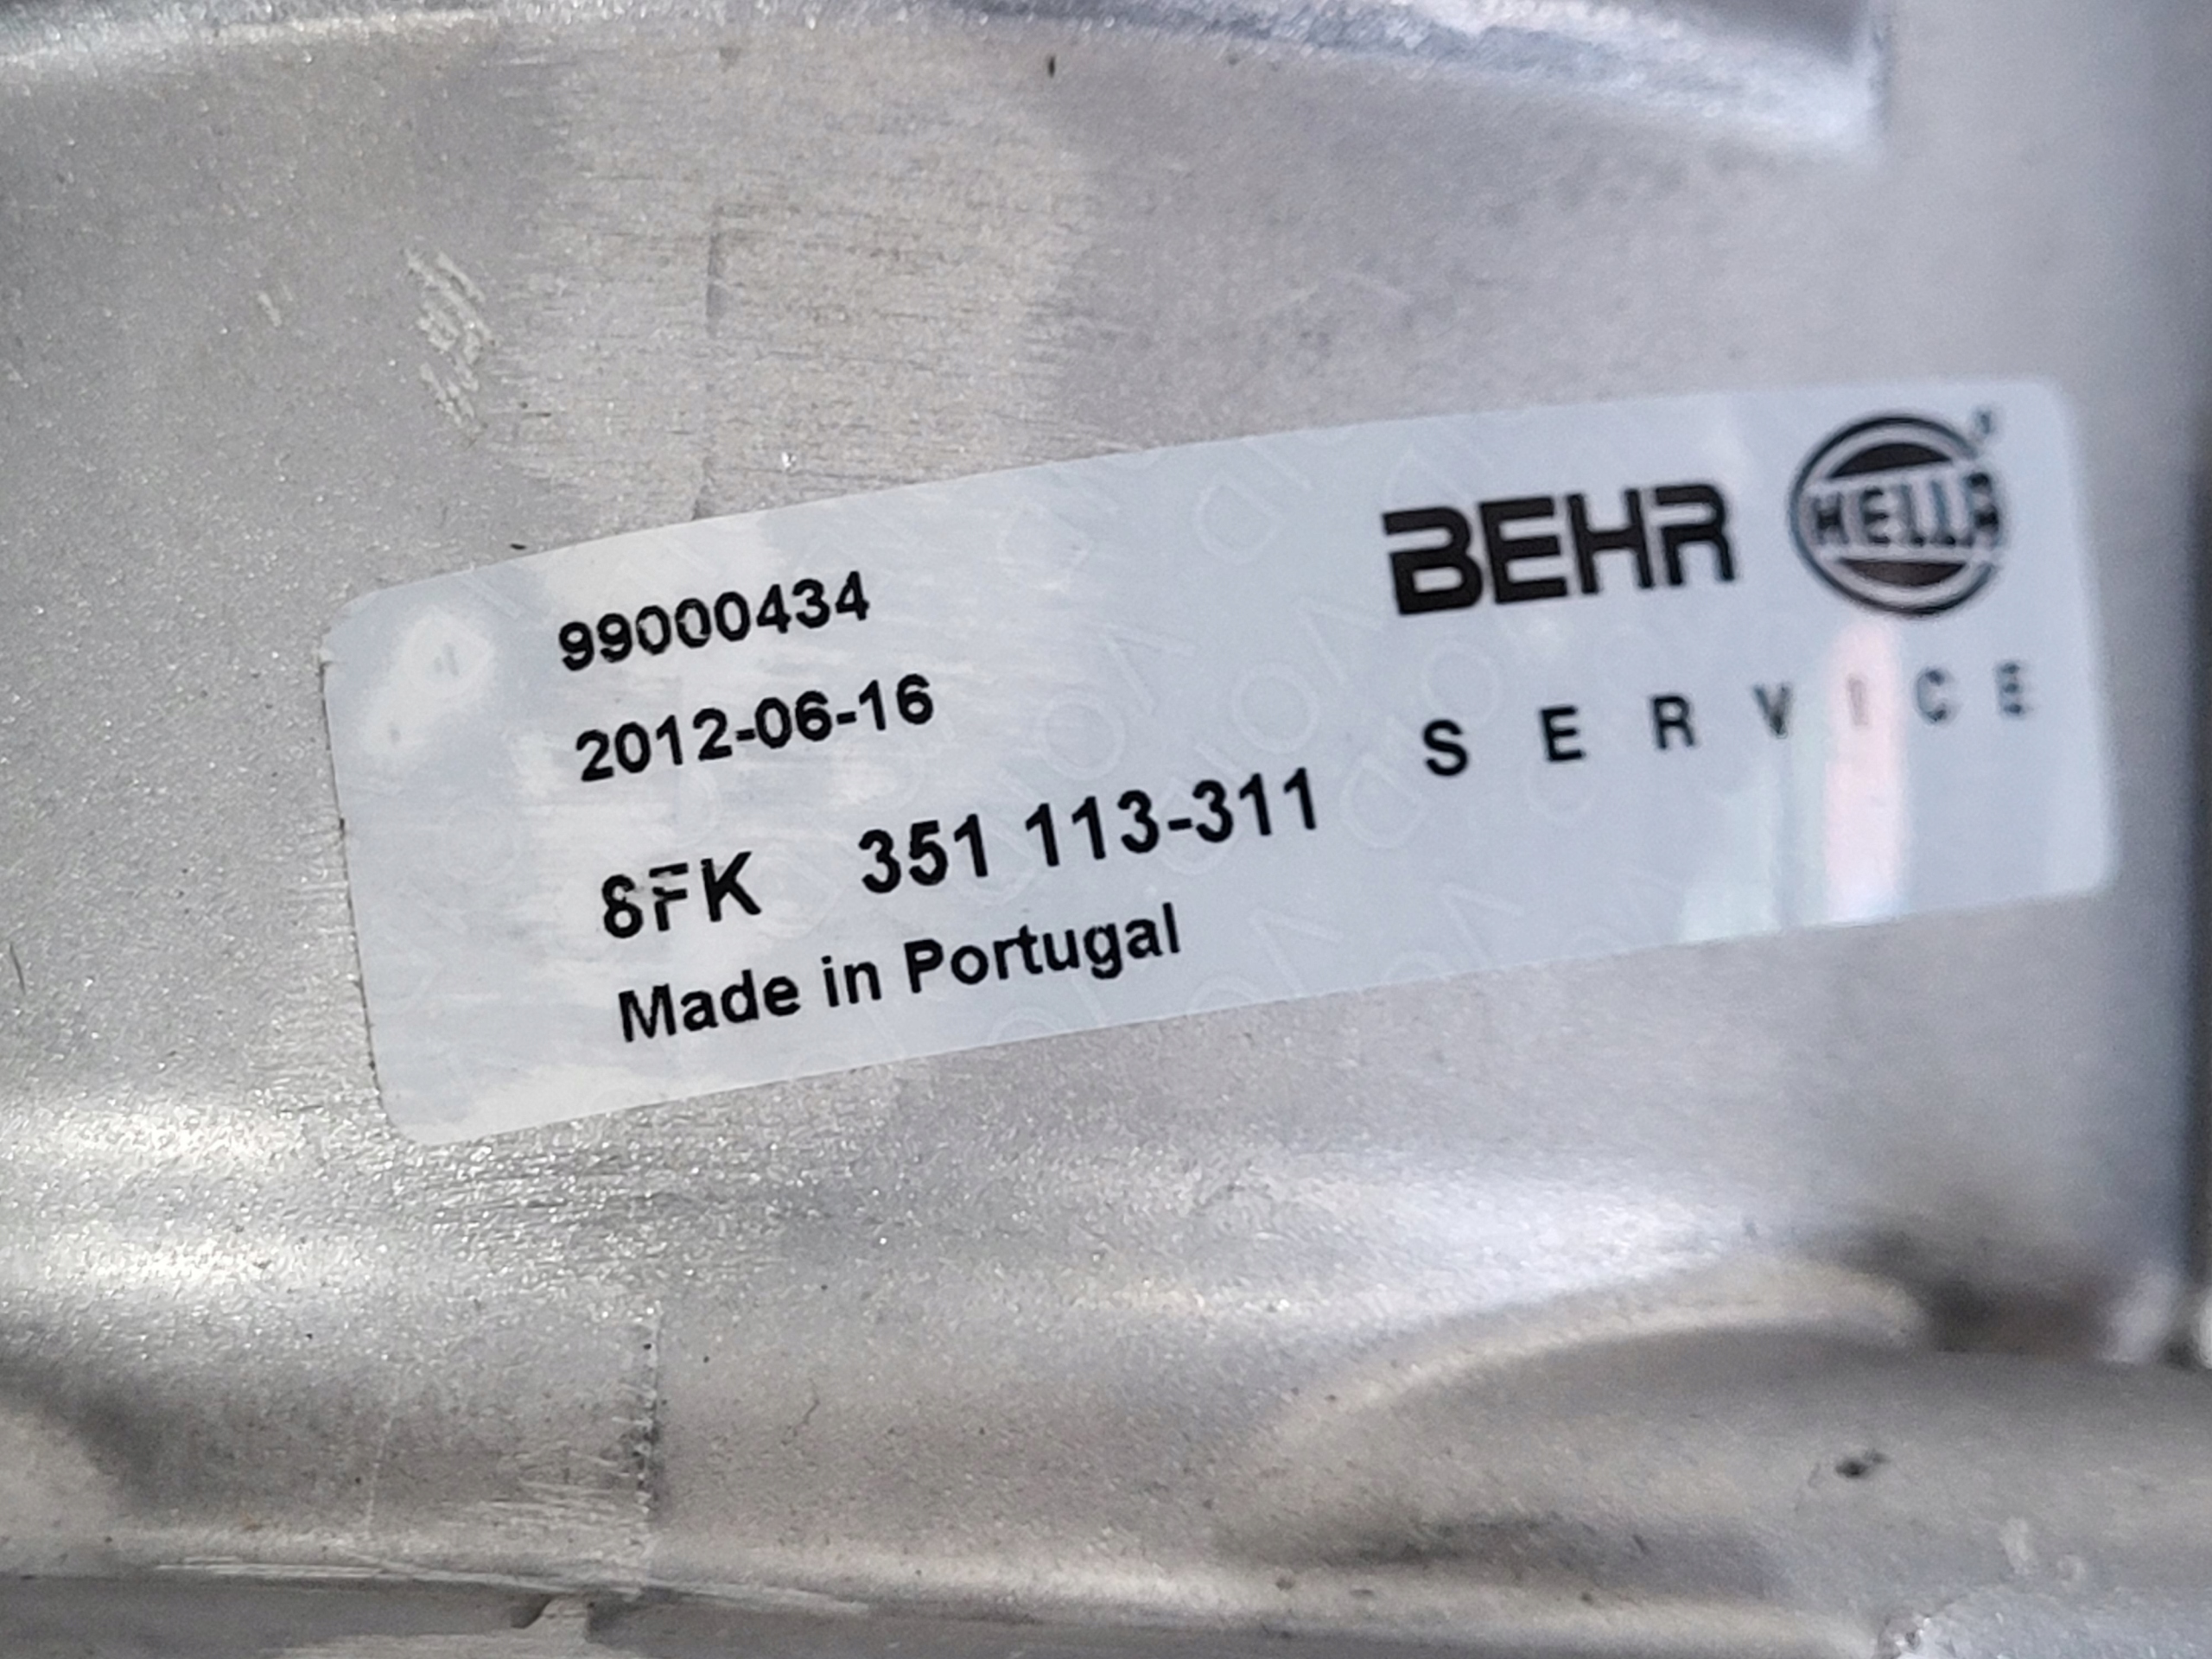 99000434
2012-06-16
8FK 351 113-311
Made in Portugal
BEHR HELLA
SERVICE